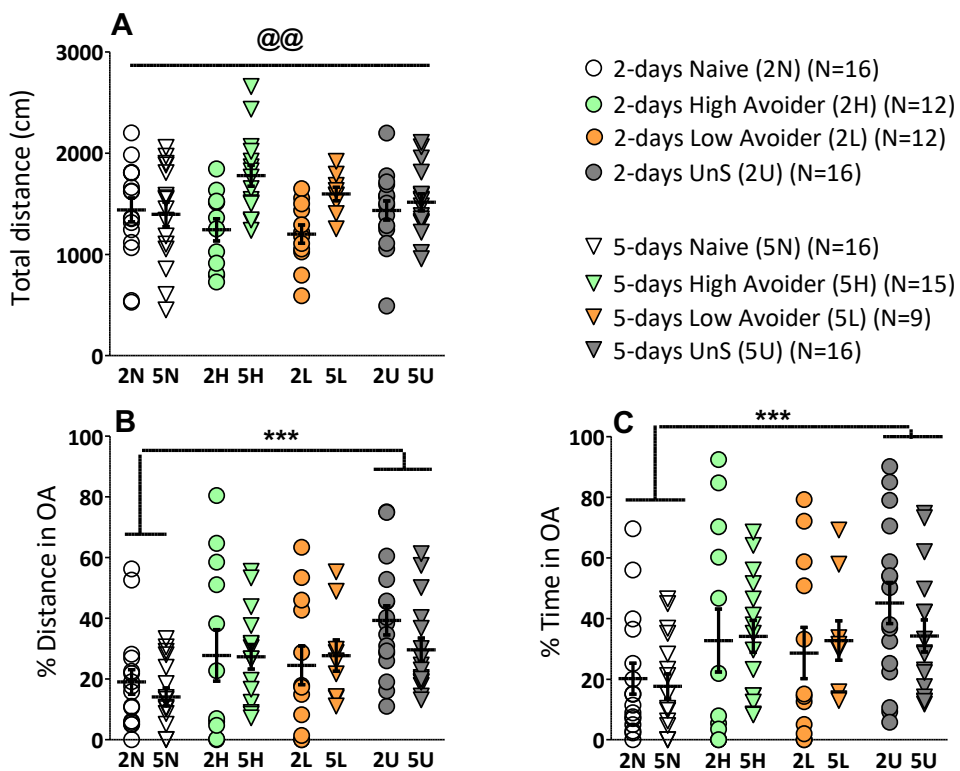 A
@@
Total distance (cm)
3000
2000
1000
0
2N 5N 2H 5H 2L 5L 2U 5U
2-days Naive (2N) (N=16)
2-days High Avoider (2H) (N=12)
2-days Low Avoider (2L) (N=12)
2-days UnS (2U) (N=16)
5-days Naive (5N) (N=16)
5-days High Avoider (5H) (N=15)
5-days Low Avoider (5L) (N=9)
5-days UnS (5U) (N=16)
B
***
% Distance in OA
100
80
60
40
20
0
2N 5N 2H 5H 2L 5L 2U 5U
C
***
% Time in OA
100
80
60
40
20
0
2N 5N 2H 5H 2L 5L 2U 5U